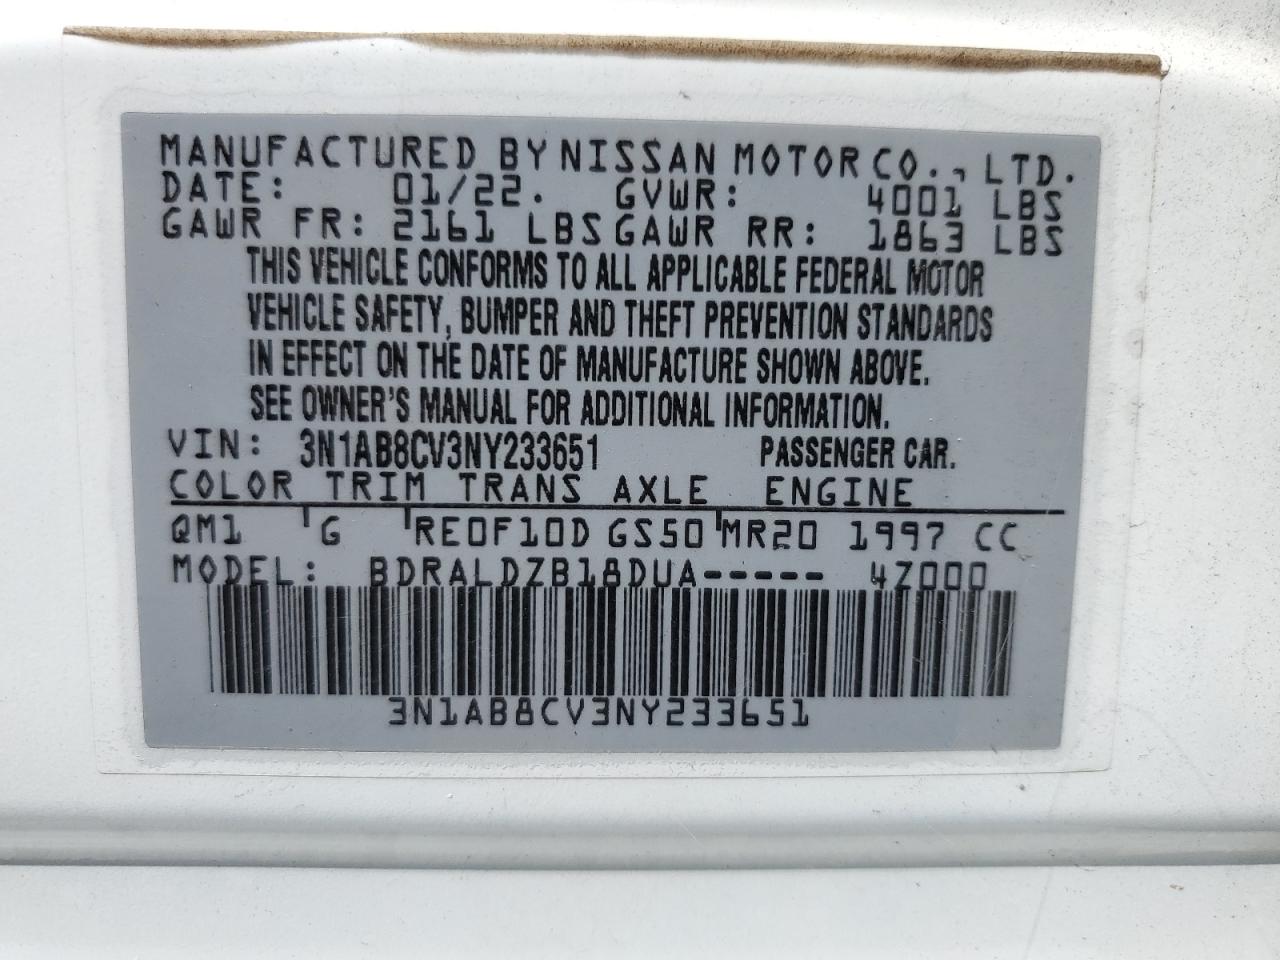 MANUFACTURED BY NISSAN MOTOR CO., LTD.
DATE: 01/22. GVWR: 4001 LBS
GAWR FR: 2161 LBS GAWR RR: 1863 LBS
THIS VEHICLE CONFORMS TO ALL APPLICABLE FEDERAL MOTOR
VEHICLE SAFETY, BUMPER AND THEFT PREVENTION STANDARDS
IN EFFECT ON THE DATE OF MANUFACTURE SHOWN ABOVE.
SEE OWNER'S MANUAL FOR ADDITIONAL INFORMATION.
VIN: 3N1AB8CV3NY233651 PASSENGER CAR.
COLOR TRIM TRANS AXLE ENGINE
QM1 G RE0F10D GS50 MR20 1997 CC
MODEL: BDRALDZB18DUA----- 4Z000
3N1AB8CV3NY233651